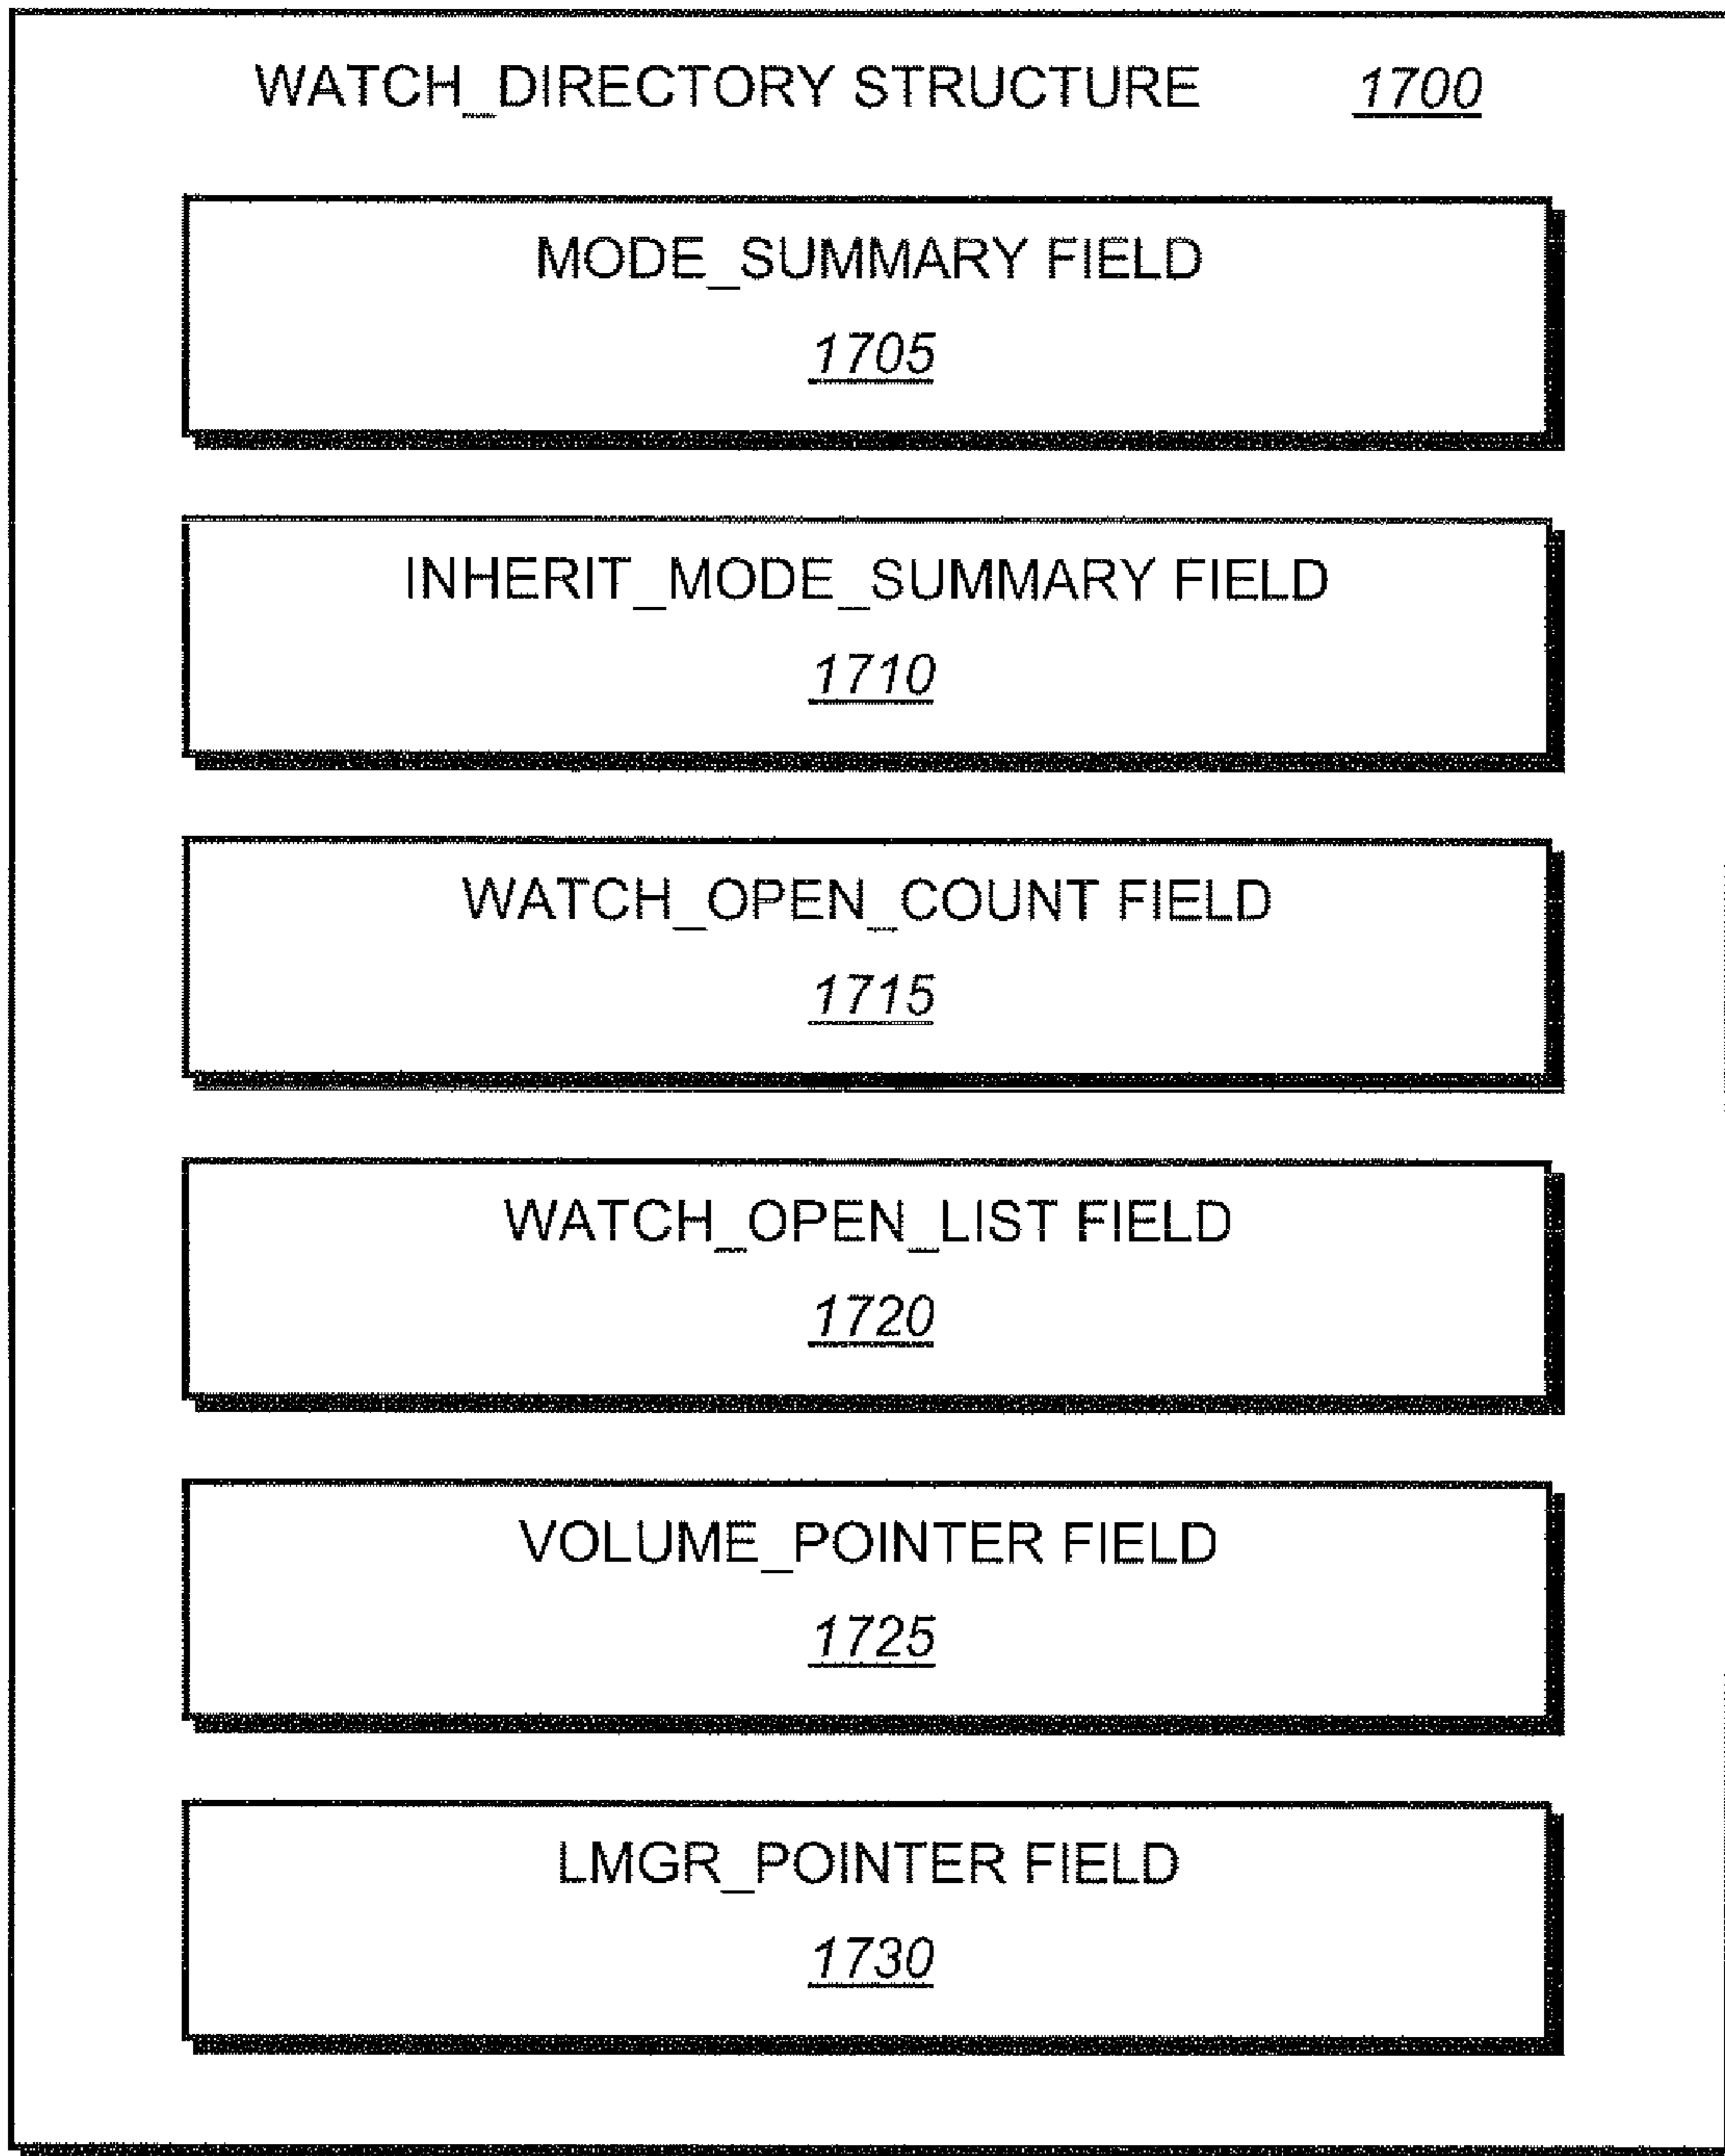 WATCH_DIRECTORY STRUCTURE 1700
MODE_SUMMARY FIELD
1705
INHERIT_MODE_SUMMARY FIELD
1710
WATCH_OPEN_COUNT FIELD
1715
WATCH_OPEN_LIST FIELD
1720
VOLUME_POINTER FIELD
1725
LMGR_POINTER FIELD
1730